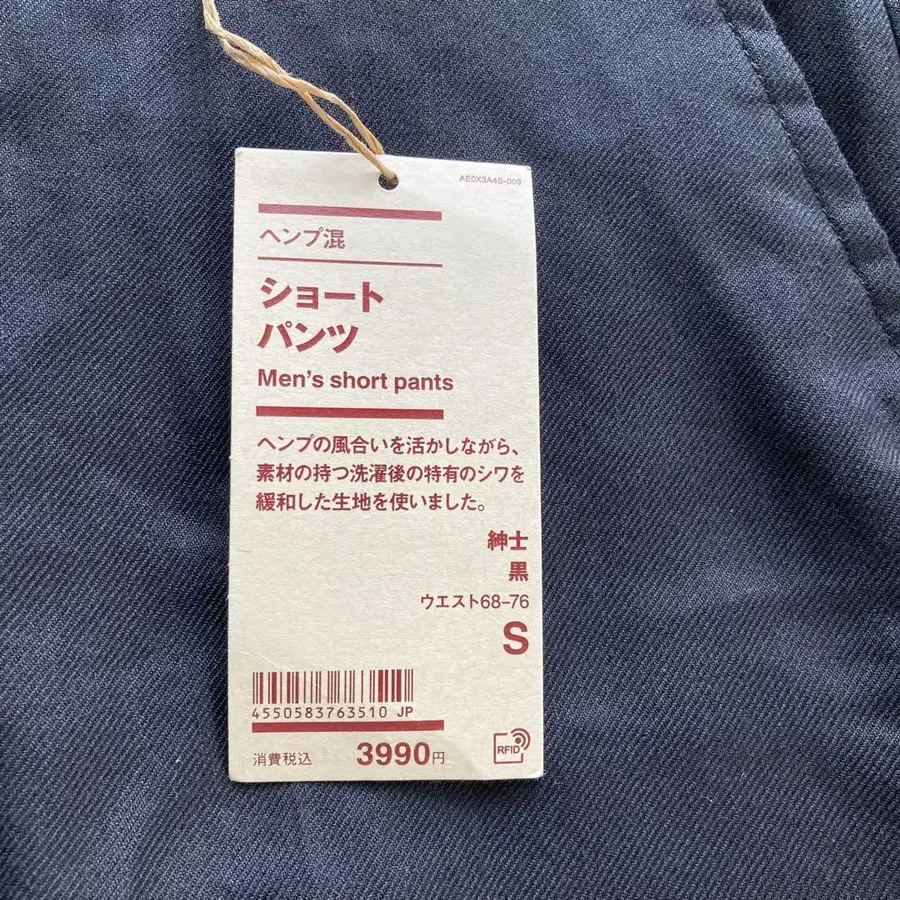 AE0X3A4S-009
ヘンプ混
ショート
パンツ
Men's short pants
ヘンプの風合いを活かしながら、
素材の持つ洗濯後の特有のシワを
緩和した生地を使いました。
紳士
黒
ウエスト68-76
S
4550583763510 JP
消費税込 3990円
RFID